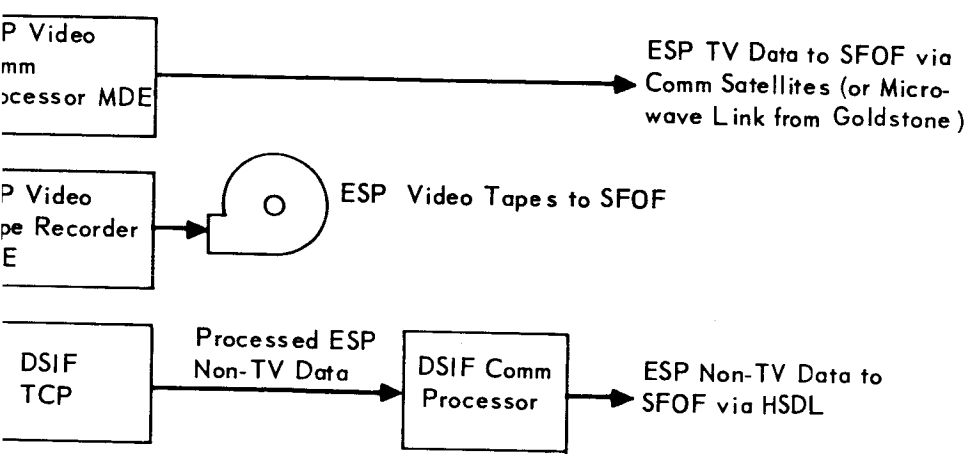 P Video
mm
ocessor MDE
ESP TV Data to SFOF via
Comm Satellites (or Micro-
wave Link from Goldstone)
P Video
pe Recorder
E
ESP Video Tapes to SFOF
DSIF
TCP
Processed ESP
Non-TV Data
DSIF Comm
Processor
ESP Non-TV Data to
SFOF via HSDL